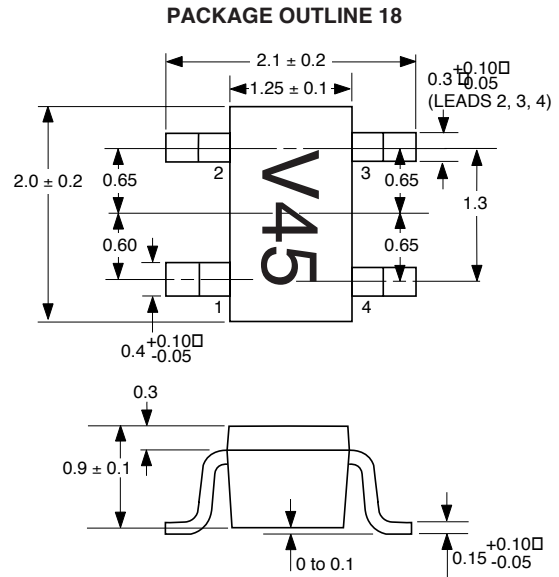 PACKAGE OUTLINE 18
2.1 ± 0.2
1.25 ± 0.1
0.3 +0.10 -0.05
(LEADS 2, 3, 4)
2
3
2.0 ± 0.2
0.65
0.65
V45
1.3
0.60
0.65
1
4
0.4 +0.10 -0.05
0.3
0.9 ± 0.1
0 to 0.1
0.15 +0.10 -0.05